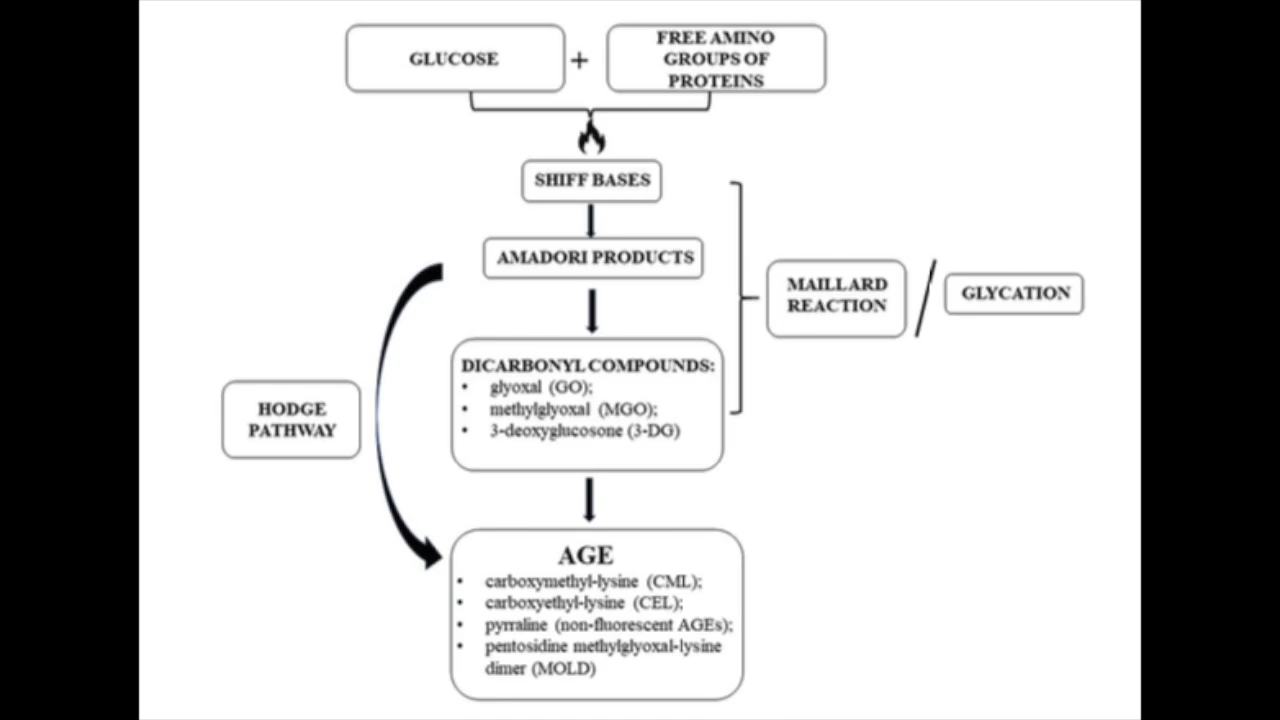 GLUCOSE
+
FREE AMINO
GROUPS OF
PROTEINS
SHIFF BASES
AMADORI PRODUCTS
MAILLARD
REACTION
/
GLYCATION
DICARBONYL COMPOUNDS:
• glyoxal (GO);
• methylglyoxal (MGO);
• 3-deoxyglucosone (3-DG)
HODGE
PATHWAY
AGE
• carboxymethyl-lysine (CML);
• carboxyethyl-lysine (CEL);
• pyrraline (non-fluorescent AGEs);
• pentosidine methylglyoxal-lysine
dimer (MOLD)